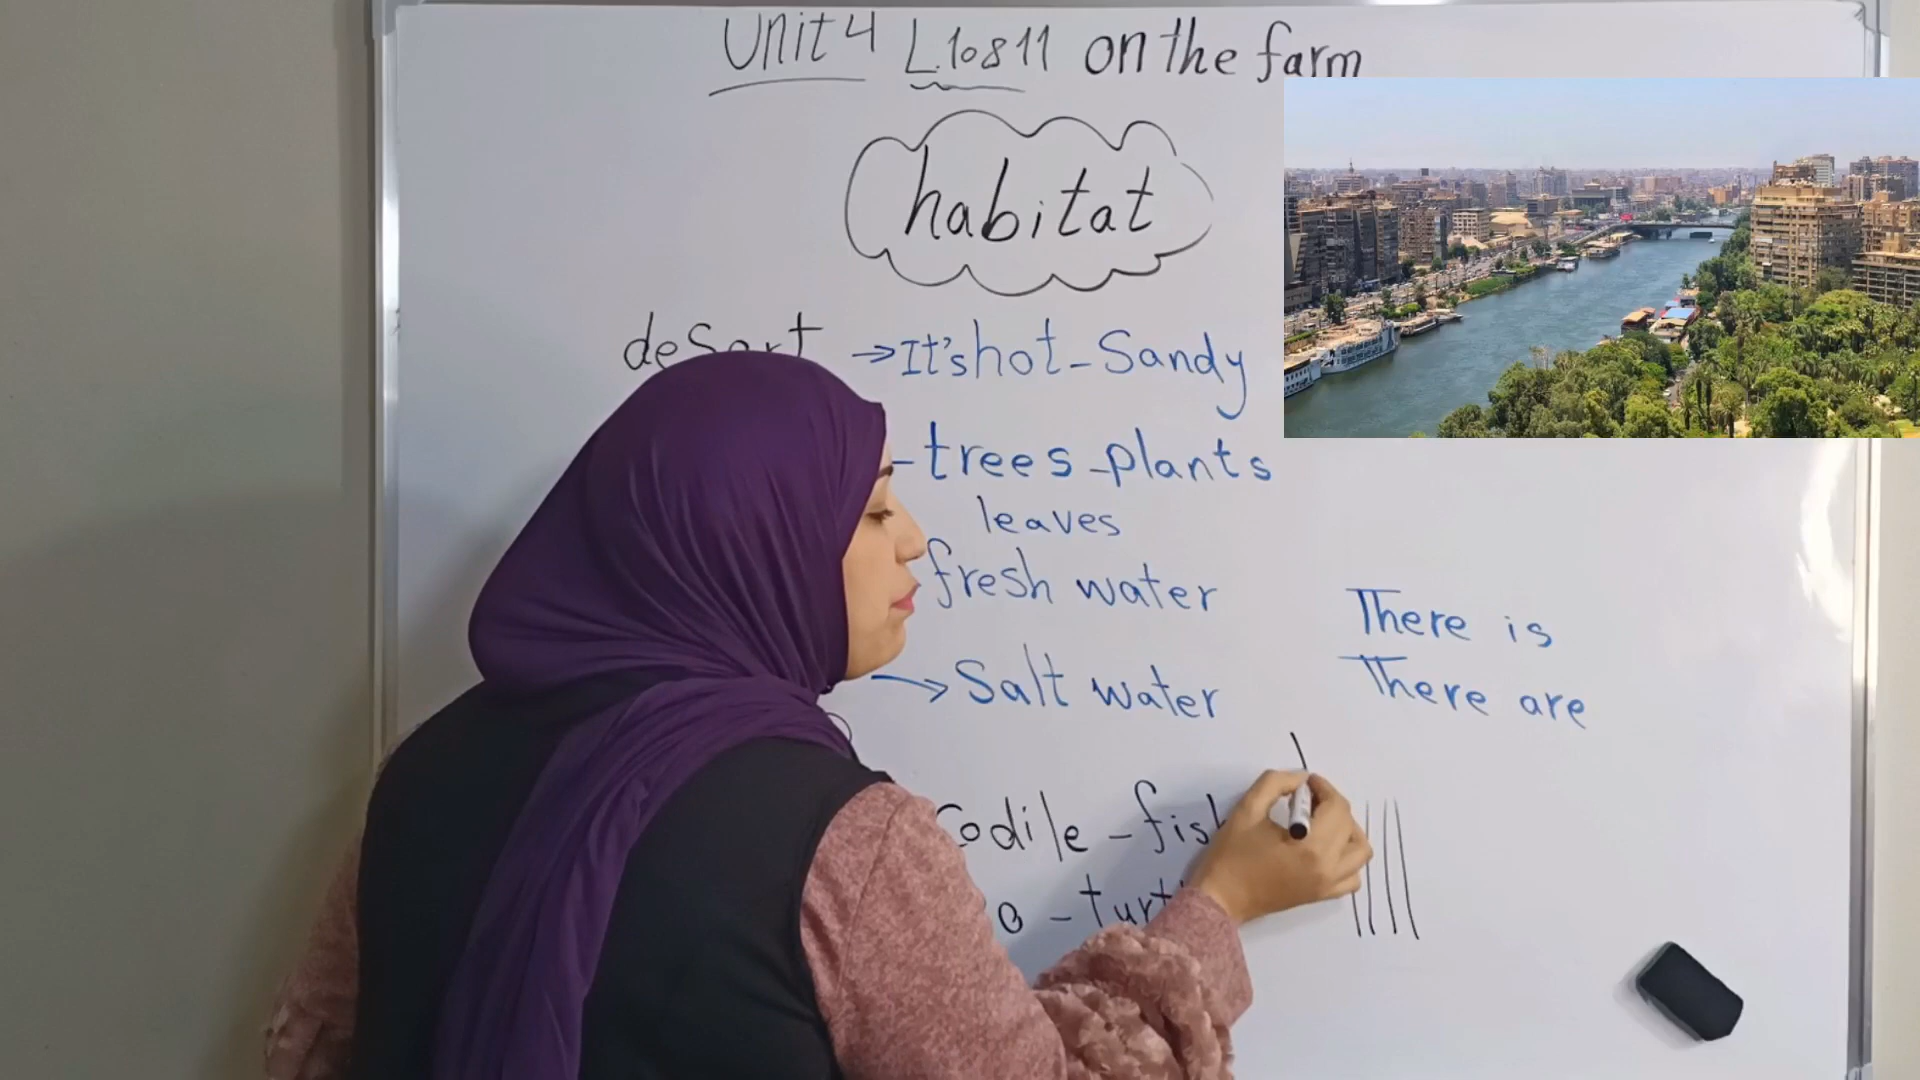 Unit 4 L.10&11 on the farm
habitat
desert → It's hot - Sandy
- trees - plants
leaves
fresh water
There is
→ Salt water
There are
codile - fish
- turt